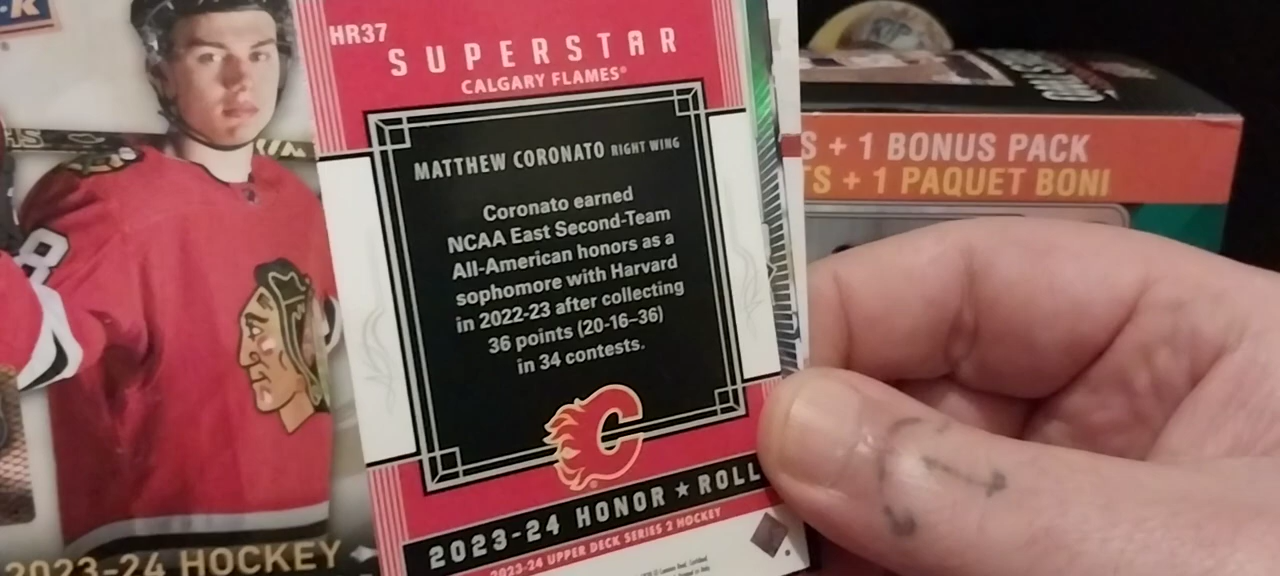 HR37
SUPERSTAR
CALGARY FLAMES®
MATTHEW CORONATO RIGHT WING
Coronato earned
NCAA East Second-Team
All-American honors as a
sophomore with Harvard
in 2022-23 after collecting
36 points (20-16–36)
in 34 contests.
2023-24 HONOR ★ ROLL
2023-24 UPPER DECK SERIES 2 HOCKEY
2023-24 HOCKEY
S + 1 BONUS PACK
TS + 1 PAQUET BONI